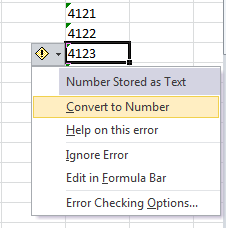 4121
4122
4123
Number Stored as Text
Convert to Number
Help on this error
Ignore Error
Edit in Formula Bar
Error Checking Options...